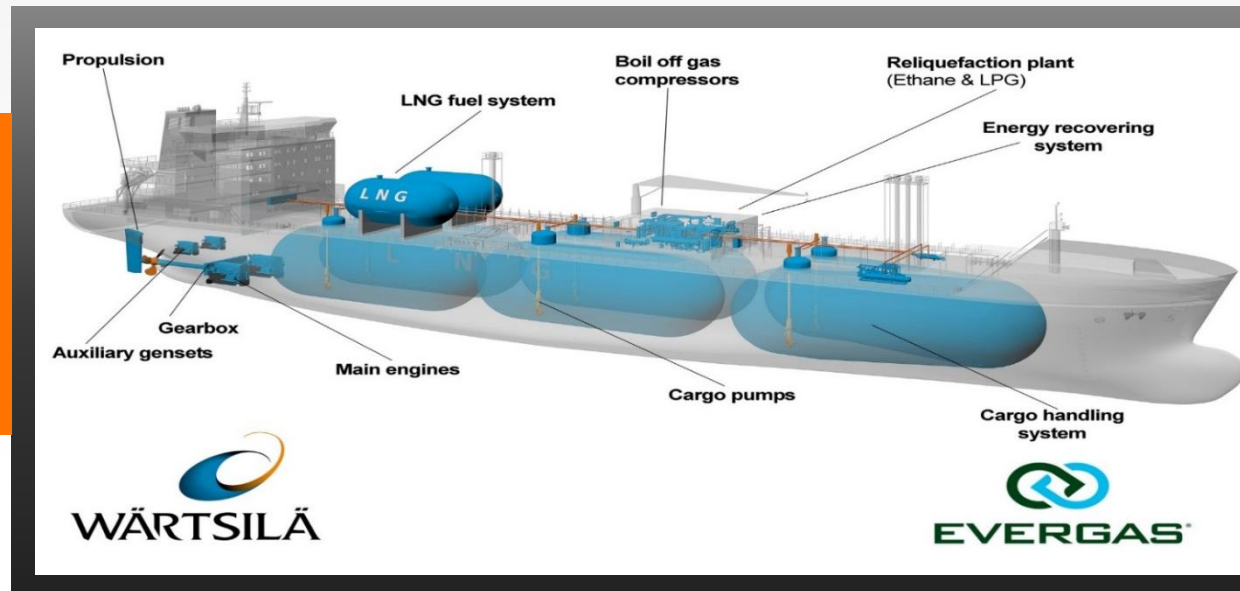 Propulsion
LNG fuel system
Boil off gas
compressors
Reliquefaction plant
(Ethane & LPG)
Energy recovering
system
LNG
LNG
Gearbox
Auxiliary gensets
Main engines
Cargo pumps
Cargo handling
system
WÄRTSILÄ
EVERGAS